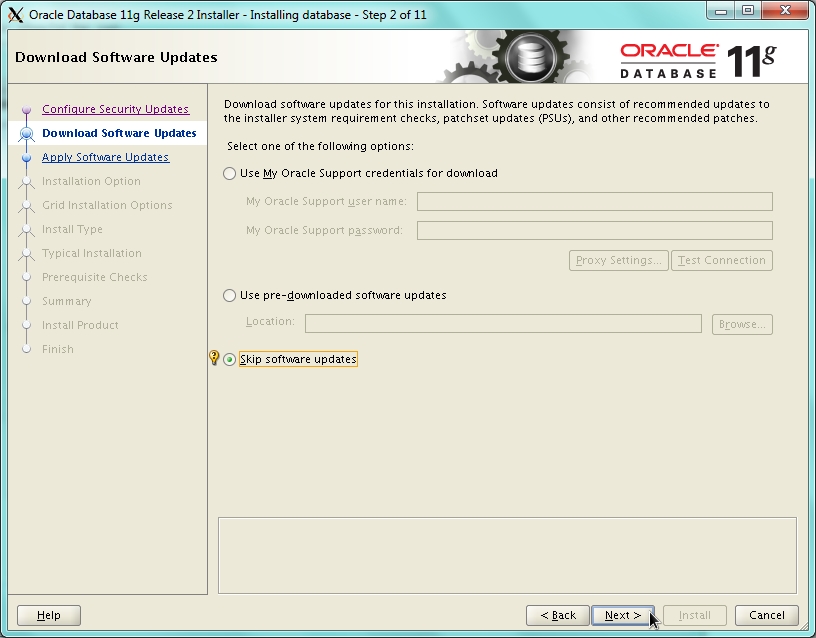 Oracle Database 11g Release 2 Installer - Installing database - Step 2 of 11
Download Software Updates
ORACLE
DATABASE 11g
Configure Security Updates
Download Software Updates
Apply Software Updates
Installation Option
Grid Installation Options
Install Type
Typical Installation
Prerequisite Checks
Summary
Install Product
Finish
Download software updates for this installation. Software updates consist of recommended updates to
the installer system requirement checks, patchset updates (PSUs), and other recommended patches.
Select one of the following options:
Use My Oracle Support credentials for download
My Oracle Support user name:
My Oracle Support password:
Proxy Settings... Test Connection
Use pre-downloaded software updates
Location: Browse...
Skip software updates
Help < Back Next > Install Cancel